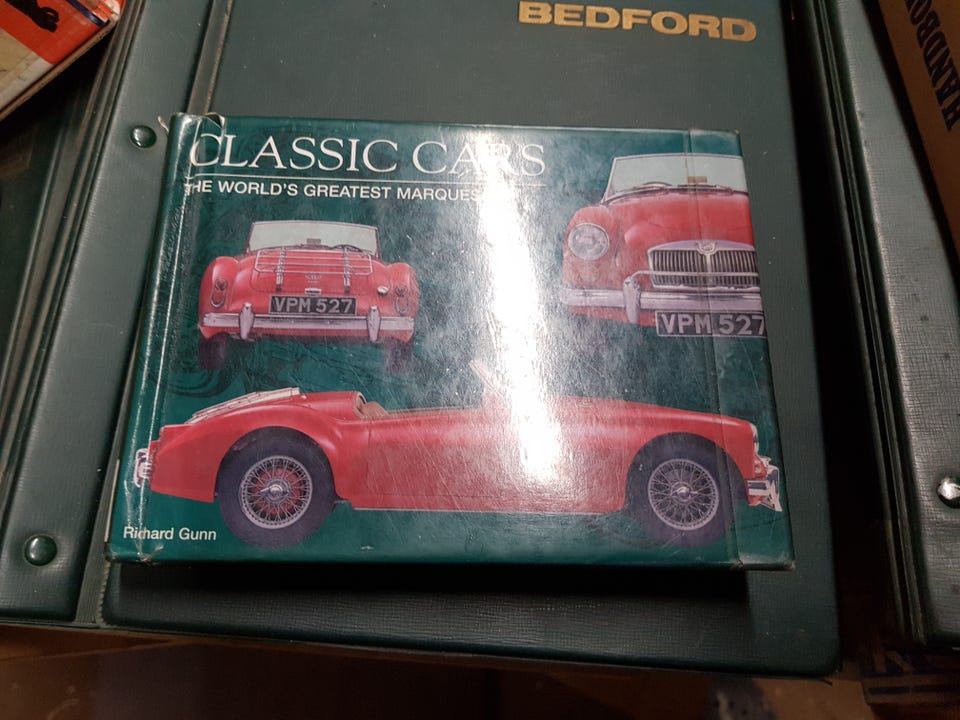 BEDFORD
CLASSIC CARS
THE WORLD'S GREATEST MARQUES
VPM 527
VPM 527
Richard Gunn